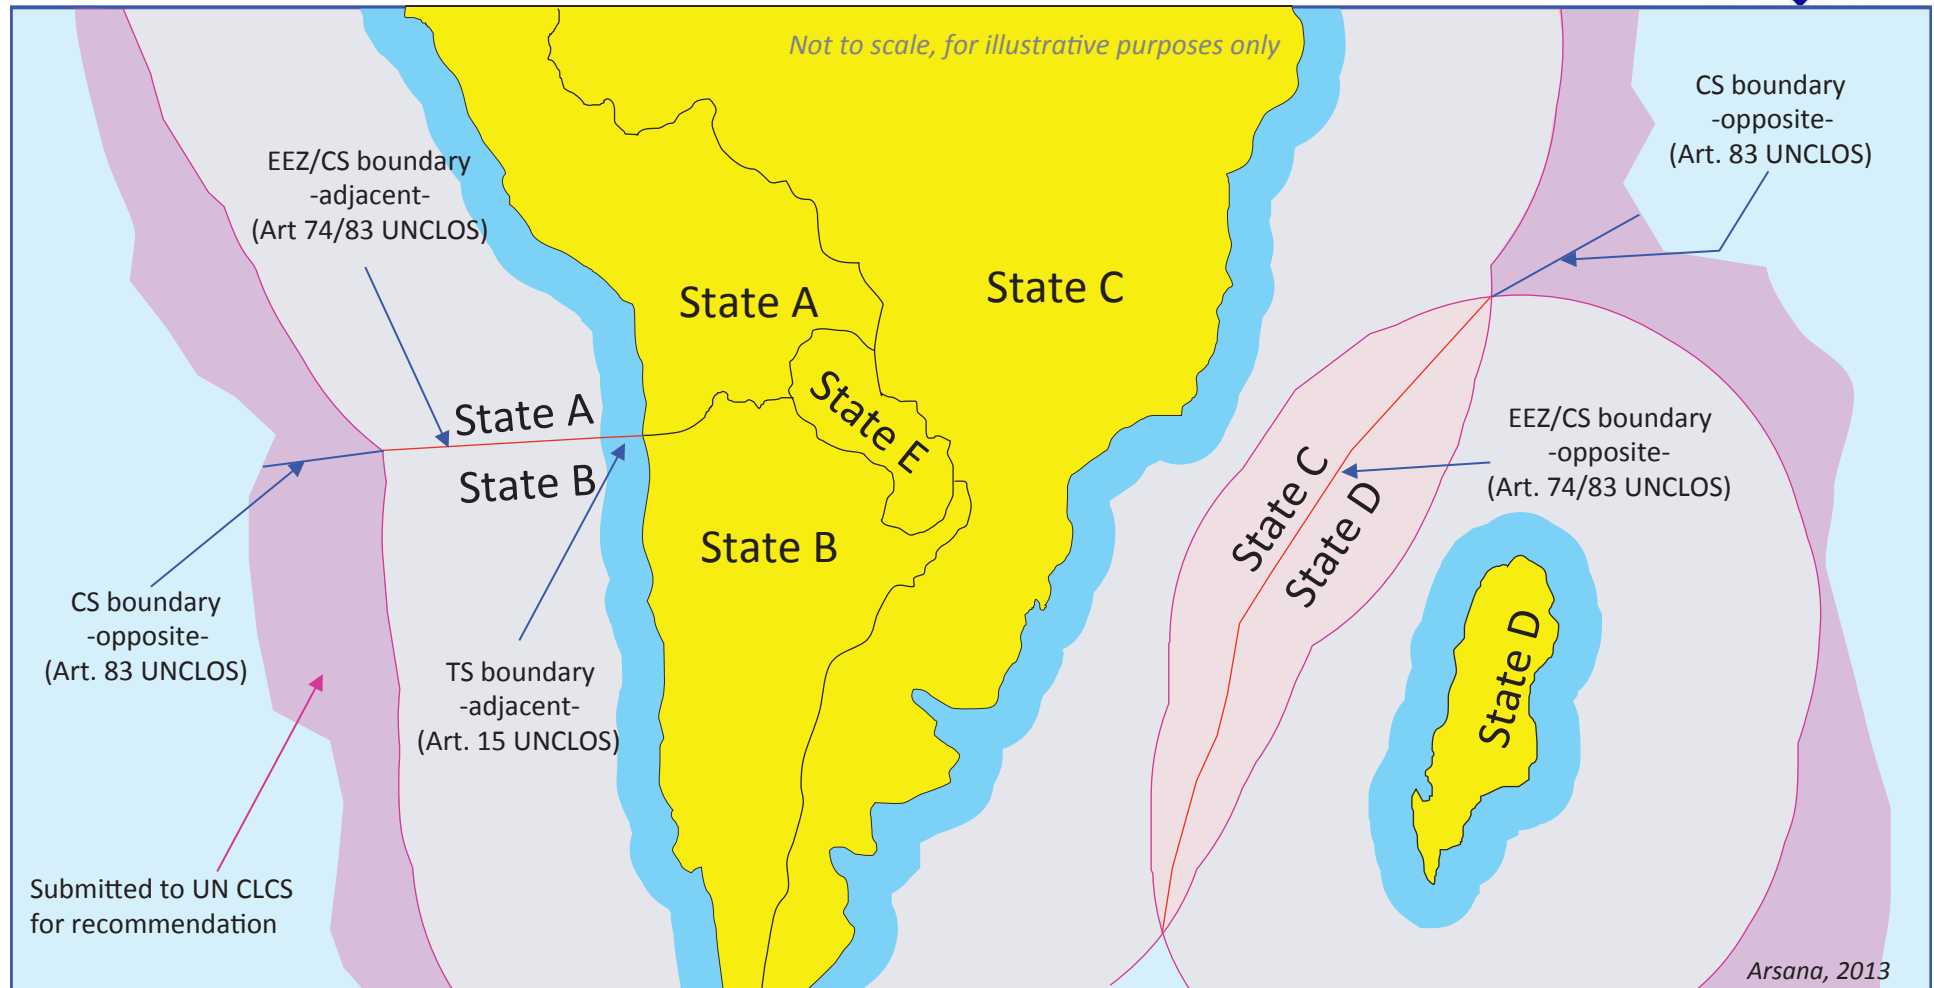 Not to scale, for illustrative purposes only
CS boundary
-opposite-
(Art. 83 UNCLOS)
EEZ/CS boundary
-adjacent-
(Art 74/83 UNCLOS)
State A
State C
State E
State A
State B
State B
EEZ/CS boundary
-opposite-
(Art. 74/83 UNCLOS)
State C
State D
State D
CS boundary
-opposite-
(Art. 83 UNCLOS)
TS boundary
-adjacent-
(Art. 15 UNCLOS)
Submitted to UN CLCS
for recommendation
Arsana, 2013